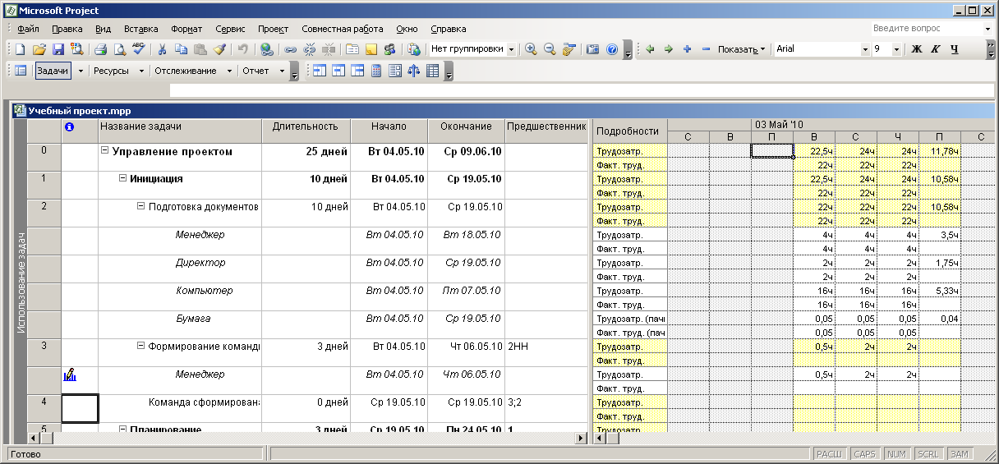 Microsoft Project
Файл Правка Вид Вставка Формат Сервис Проект Совместная работа Окно Справка Введите вопрос
Нет группировки Показать Arial 9 Ж К Ч
Задачи Ресурсы Отслеживание Отчет
Учебный проект.mpp
Название задачи Длительность Начало Окончание Предшественник Подробности 03 Май '10
С В П В С Ч П С
0 Управление проектом 25 дней Вт 04.05.10 Ср 09.06.10 Трудозатр. 22,5ч 24ч 24ч 11,78ч
Факт. труд. 22ч 22ч 22ч
1 Инициация 10 дней Вт 04.05.10 Ср 19.05.10 Трудозатр. 22,5ч 24ч 24ч 10,58ч
Факт. труд. 22ч 22ч 22ч
2 Подготовка документов 10 дней Вт 04.05.10 Ср 19.05.10 Трудозатр. 22ч 22ч 22ч 10,58ч
Факт. труд. 22ч 22ч 22ч
Менеджер Вт 04.05.10 Вт 18.05.10 Трудозатр. 4ч 4ч 4ч 3,5ч
Факт. труд. 4ч 4ч 4ч
Директор Вт 04.05.10 Ср 19.05.10 Трудозатр. 2ч 2ч 2ч 1,75ч
Факт. труд. 2ч 2ч 2ч
Компьютер Вт 04.05.10 Пт 07.05.10 Трудозатр. 16ч 16ч 16ч 5,33ч
Факт. труд. 16ч 16ч 16ч
Бумага Вт 04.05.10 Ср 19.05.10 Трудозатр. (пачк 0,05 0,05 0,05 0,04
Факт. труд. (пач 0,05 0,05 0,05
3 Формирование команды 3 дней Вт 04.05.10 Чт 06.05.10 2НН Трудозатр. 0,5ч 2ч 2ч
Факт. труд.
Менеджер Вт 04.05.10 Чт 06.05.10 Трудозатр. 0,5ч 2ч 2ч
Факт. труд.
4 Команда сформирована 0 дней Ср 19.05.10 Ср 19.05.10 3;2 Трудозатр.
Факт. труд.
5 Планирование 3 дней Ср 19.05.10 Пн 24.05.10 1 Трудозатр.
Использование задач
Готово РАСШ CAPS NUM SCRL ЗАМ